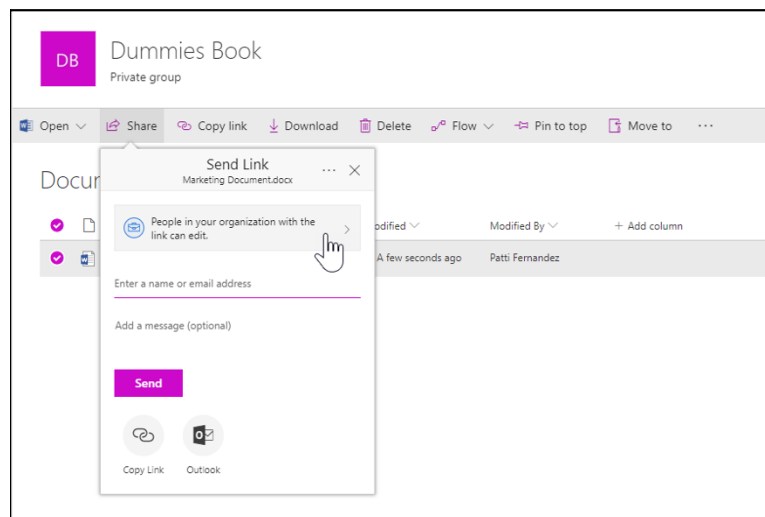 DB
Dummies Book
Private group
Open Share Copy link Download Delete Flow Pin to top Move to ...
Send Link ...
Marketing Document.docx
Docu
People in your organization with the
link can edit.
odified Modified By + Add column
A few seconds ago Patti Fernandez
Enter a name or email address
Add a message (optional)
Send
Copy Link Outlook